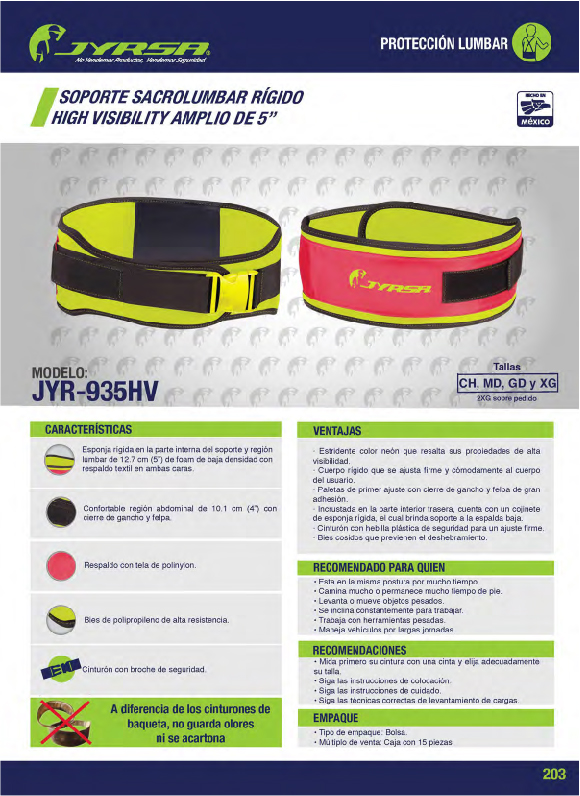 JYRSA®
No Vendemos Productos, Vendemos Seguridad
PROTECCIÓN LUMBAR
SOPORTE SACROLUMBAR RÍGIDO
HIGH VISIBILITY AMPLIO DE 5”
HECHO EN
MÉXICO
JYRSA
MODELO:
JYR-935HV
Tallas
CH, MD, GD y XG
2XG sobre pedido
CARACTERÍSTICAS
Esponja rígida en la parte interna del soporte y región
lumbar de 12.7 cm (5”) de foam de baja densidad con
respaldo textil en ambas caras.
Confortable región abdominal de 10.1 cm (4”) con
cierre de gancho y felpa.
Respaldo con tela de polinylon.
Bies de polipropileno de alta resistencia.
Cinturón con broche de seguridad.
A diferencia de los cinturones de
baqueta, no guarda olores
ni se acartona
VENTAJAS
· Estridente color neón que resalta sus propiedades de alta
visibilidad.
· Cuerpo rígido que se ajusta firme y cómodamente al cuerpo
del usuario.
· Paletas de primer ajuste con cierre de gancho y felpa de gran
adhesión.
· Incrustada en la parte interior trasera, cuenta con un cojinete
de esponja rígida, el cual brinda soporte a la espalda baja.
· Cinturón con hebilla plástica de seguridad para un ajuste firme.
· Bies cosidos que previenen el deshebramiento.
RECOMENDADO PARA QUIEN
• Esta en la misma postura por mucho tiempo.
• Camina mucho o permanece mucho tiempo de pie.
• Levanta o mueve objetos pesados.
• Se inclina constantemente para trabajar.
• Trabaja con herramientas pesadas.
• Maneja vehículos por largas jornadas.
RECOMENDACIONES
• Mida primero su cintura con una cinta y elija adecuadamente
su talla.
• Siga las instrucciones de colocación.
• Siga las instrucciones de cuidado.
• Siga las técnicas correctas de levantamiento de cargas.
EMPAQUE
• Tipo de empaque: Bolsa.
• Mútiplo de venta: Caja con 15 piezas
203